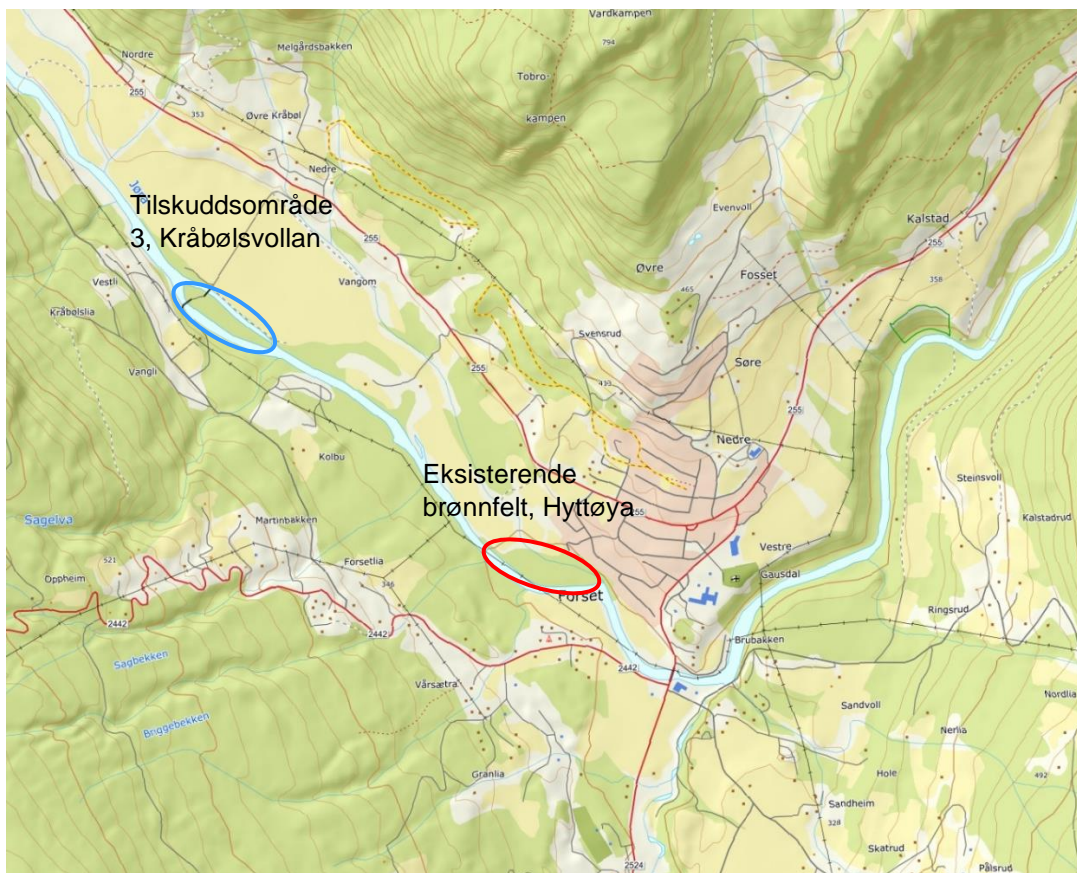 Vardkampen
794
Nordre
Melgårdsbakken
Tobro-
kampen
255
353
Øvre Kråbøl
255
Nedre
Tilskuddsområde
3, Kråbølsvollan
Evenvoll
Kalstad
255
255
Øvre
Fosset
358
Vestli
Vangom
465
Kråbølslia
Svensrud
Vangli
Søre
255
430
255
Nedre
Kolbu
Eksisterende
brønnfelt, Hyttøya
Steinsvoll
Sagelva
Martinbakken
255
Kalstadrud
521
Forsetlia
Vestre
Oppheim
346
Gausdal
Forset
Ringsrud
2442
2442
Brubakken
Sagbekken
2442
Vårsætra
Nordlia
Sandvoll
Briggebekken
Nerlia
Granlia
Hole
492
Sandheim
328
Skatrud
2524
Pålsrud